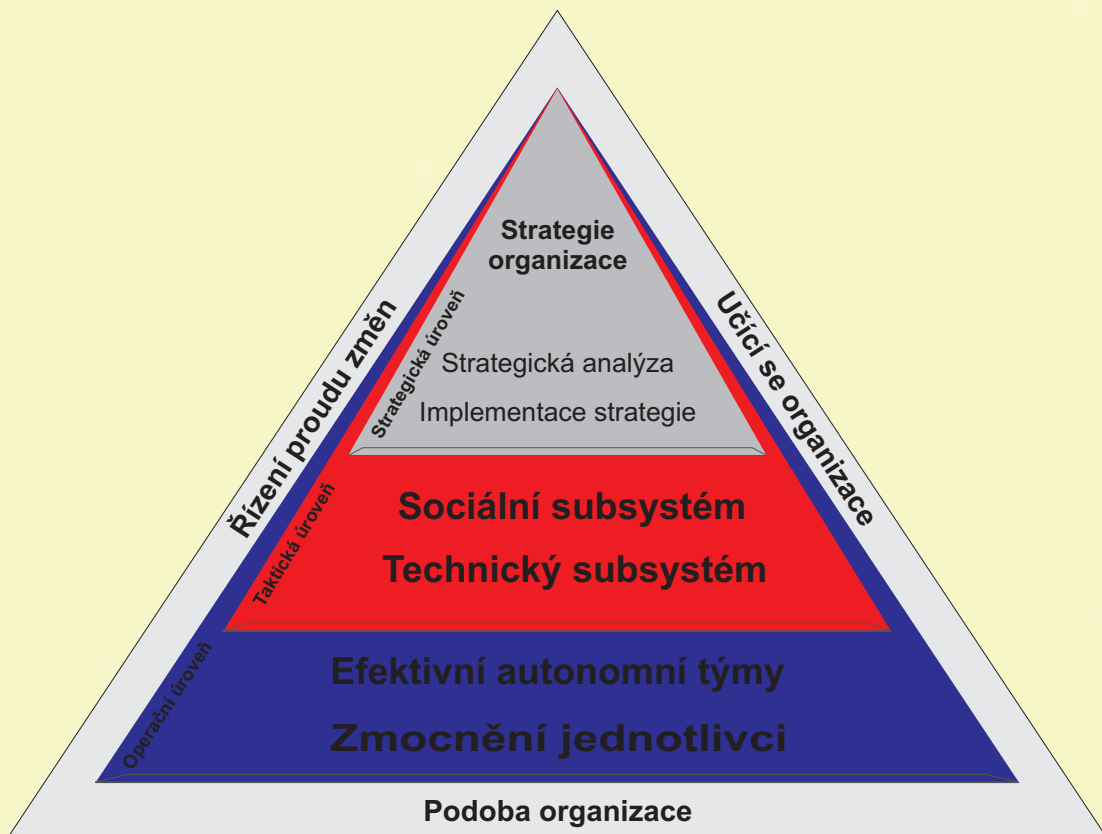 Strategie
organizace
Strategická úroveň
Strategická analýza
Implementace strategie
Řízení proudu změn
Učící se organizace
Taktická úroveň
Sociální subsystém
Technický subsystém
Operační úroveň
Efektivní autonomní týmy
Zmocnění jednotlivci
Podoba organizace